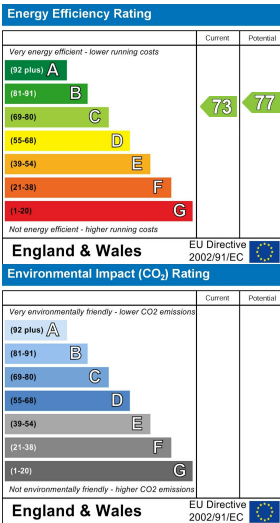 Energy Efficiency Rating
Current Potential
Very energy efficient - lower running costs
(92 plus) A
(81-91) B
(69-80) C
(55-68) D
(39-54) E
(21-38) F
(1-20) G
73
77
Not energy efficient - higher running costs
England & Wales
EU Directive
2002/91/EC
Environmental Impact (CO₂) Rating
Current Potential
Very environmentally friendly - lower CO2 emissions
(92 plus) A
(81-91) B
(69-80) C
(55-68) D
(39-54) E
(21-38) F
(1-20) G
Not environmentally friendly - higher CO2 emissions
England & Wales
EU Directive
2002/91/EC